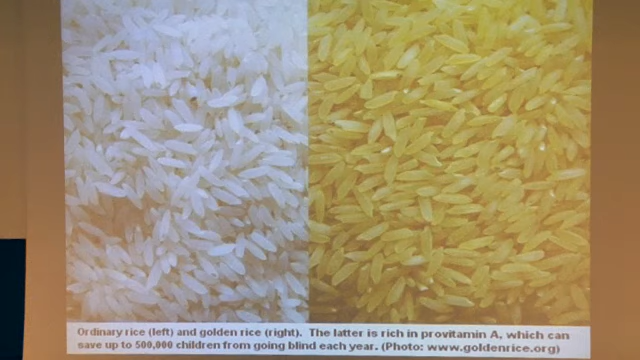 Ordinary rice (left) and golden rice (right). The latter is rich in provitamin A, which can
save up to 500,000 children from going blind each year. (Photo: www.goldenrice.org)